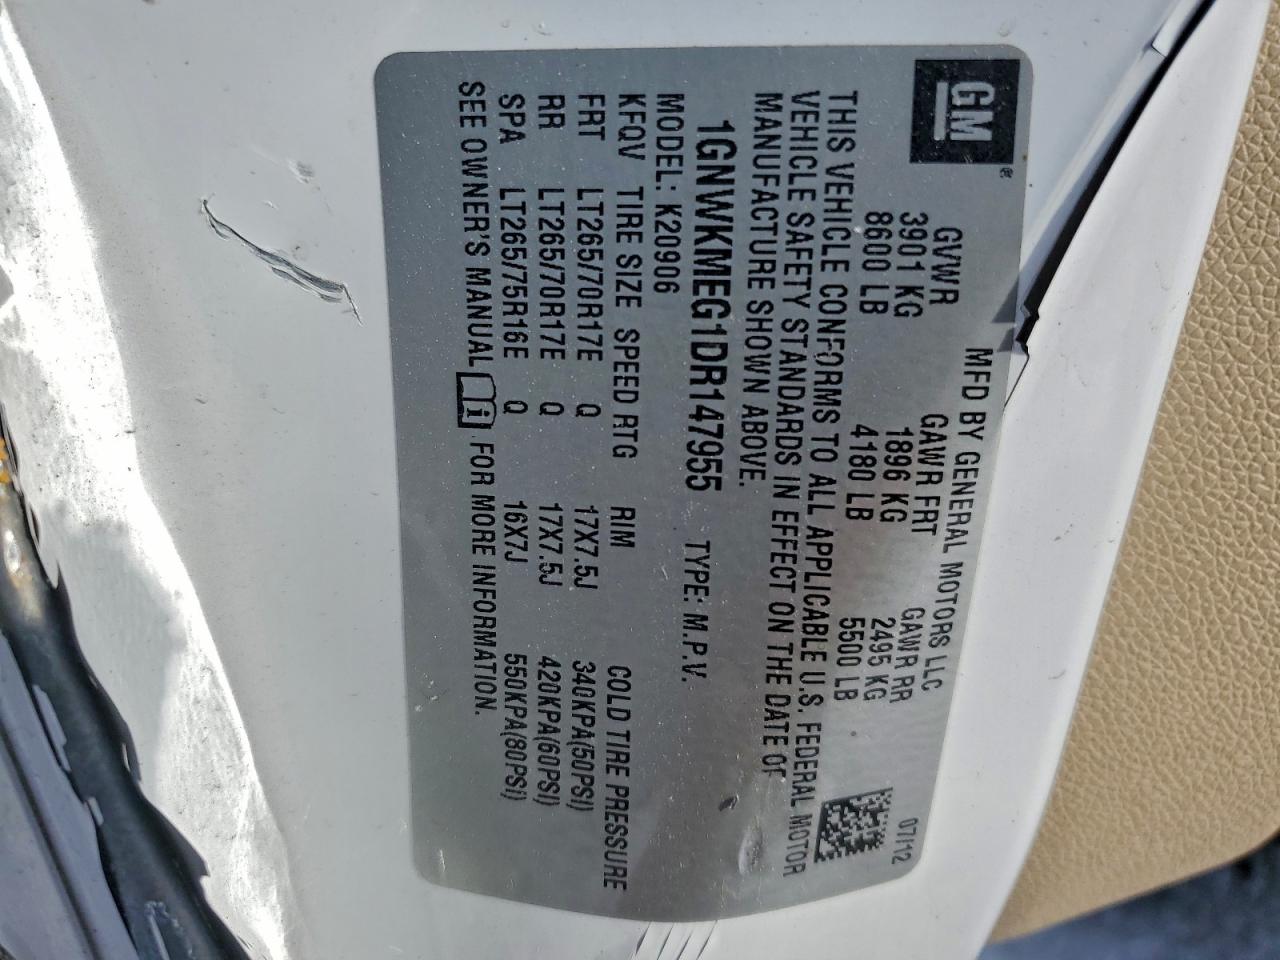 GM®
MFD BY GENERAL MOTORS LLC 07/12
GVWR GAWR FRT GAWR RR
3901 KG 1896 KG 2495 KG
8600 LB 4180 LB 5500 LB
THIS VEHICLE CONFORMS TO ALL APPLICABLE U.S. FEDERAL MOTOR
VEHICLE SAFETY STANDARDS IN EFFECT ON THE DATE OF
MANUFACTURE SHOWN ABOVE.
1GNWKMEG1DR147955 TYPE: M.P.V.
MODEL: K20906
KFQV TIRE SIZE SPEED RTG RIM COLD TIRE PRESSURE
FRT LT265/70R17E Q 17X7.5J 340KPA(50PSI)
RR LT265/70R17E Q 17X7.5J 420KPA(60PSI)
SPA LT265/75R16E Q 16X7J 550KPA(80PSI)
SEE OWNER'S MANUAL i FOR MORE INFORMATION.